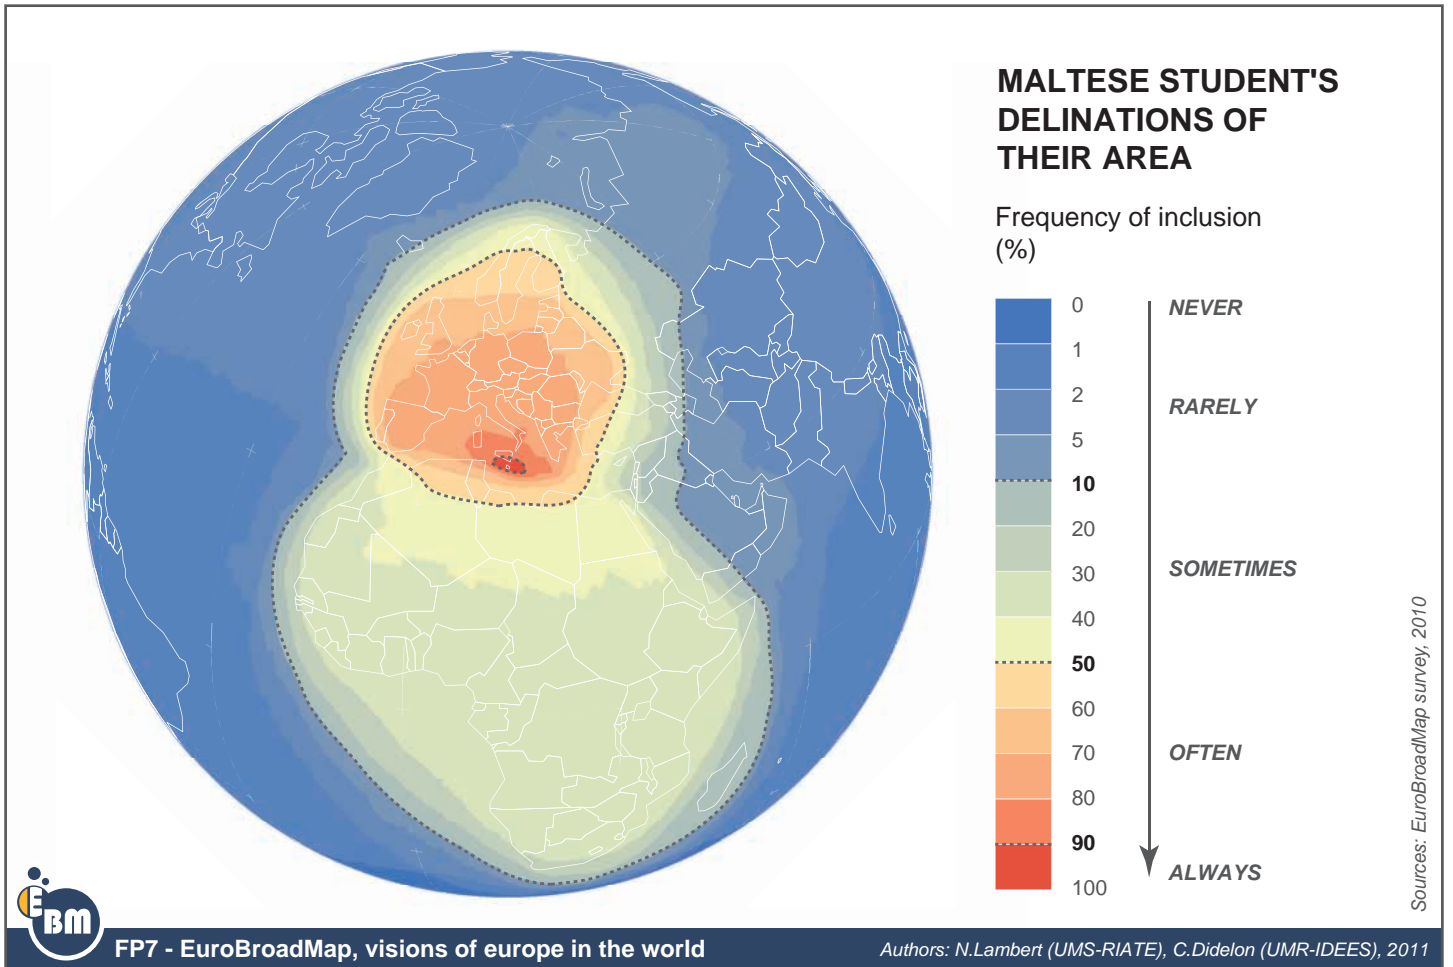 MALTESE STUDENT'S
DELINATIONS OF
THEIR AREA
Frequency of inclusion
(%)
0
1
2
5
10
20
30
40
50
60
70
80
90
100
NEVER
RARELY
SOMETIMES
OFTEN
ALWAYS
Sources: EuroBroadMap survey, 2010
EBM
FP7 - EuroBroadMap, visions of europe in the world
Authors: N.Lambert (UMS-RIATE), C.Didelon (UMR-IDEES), 2011